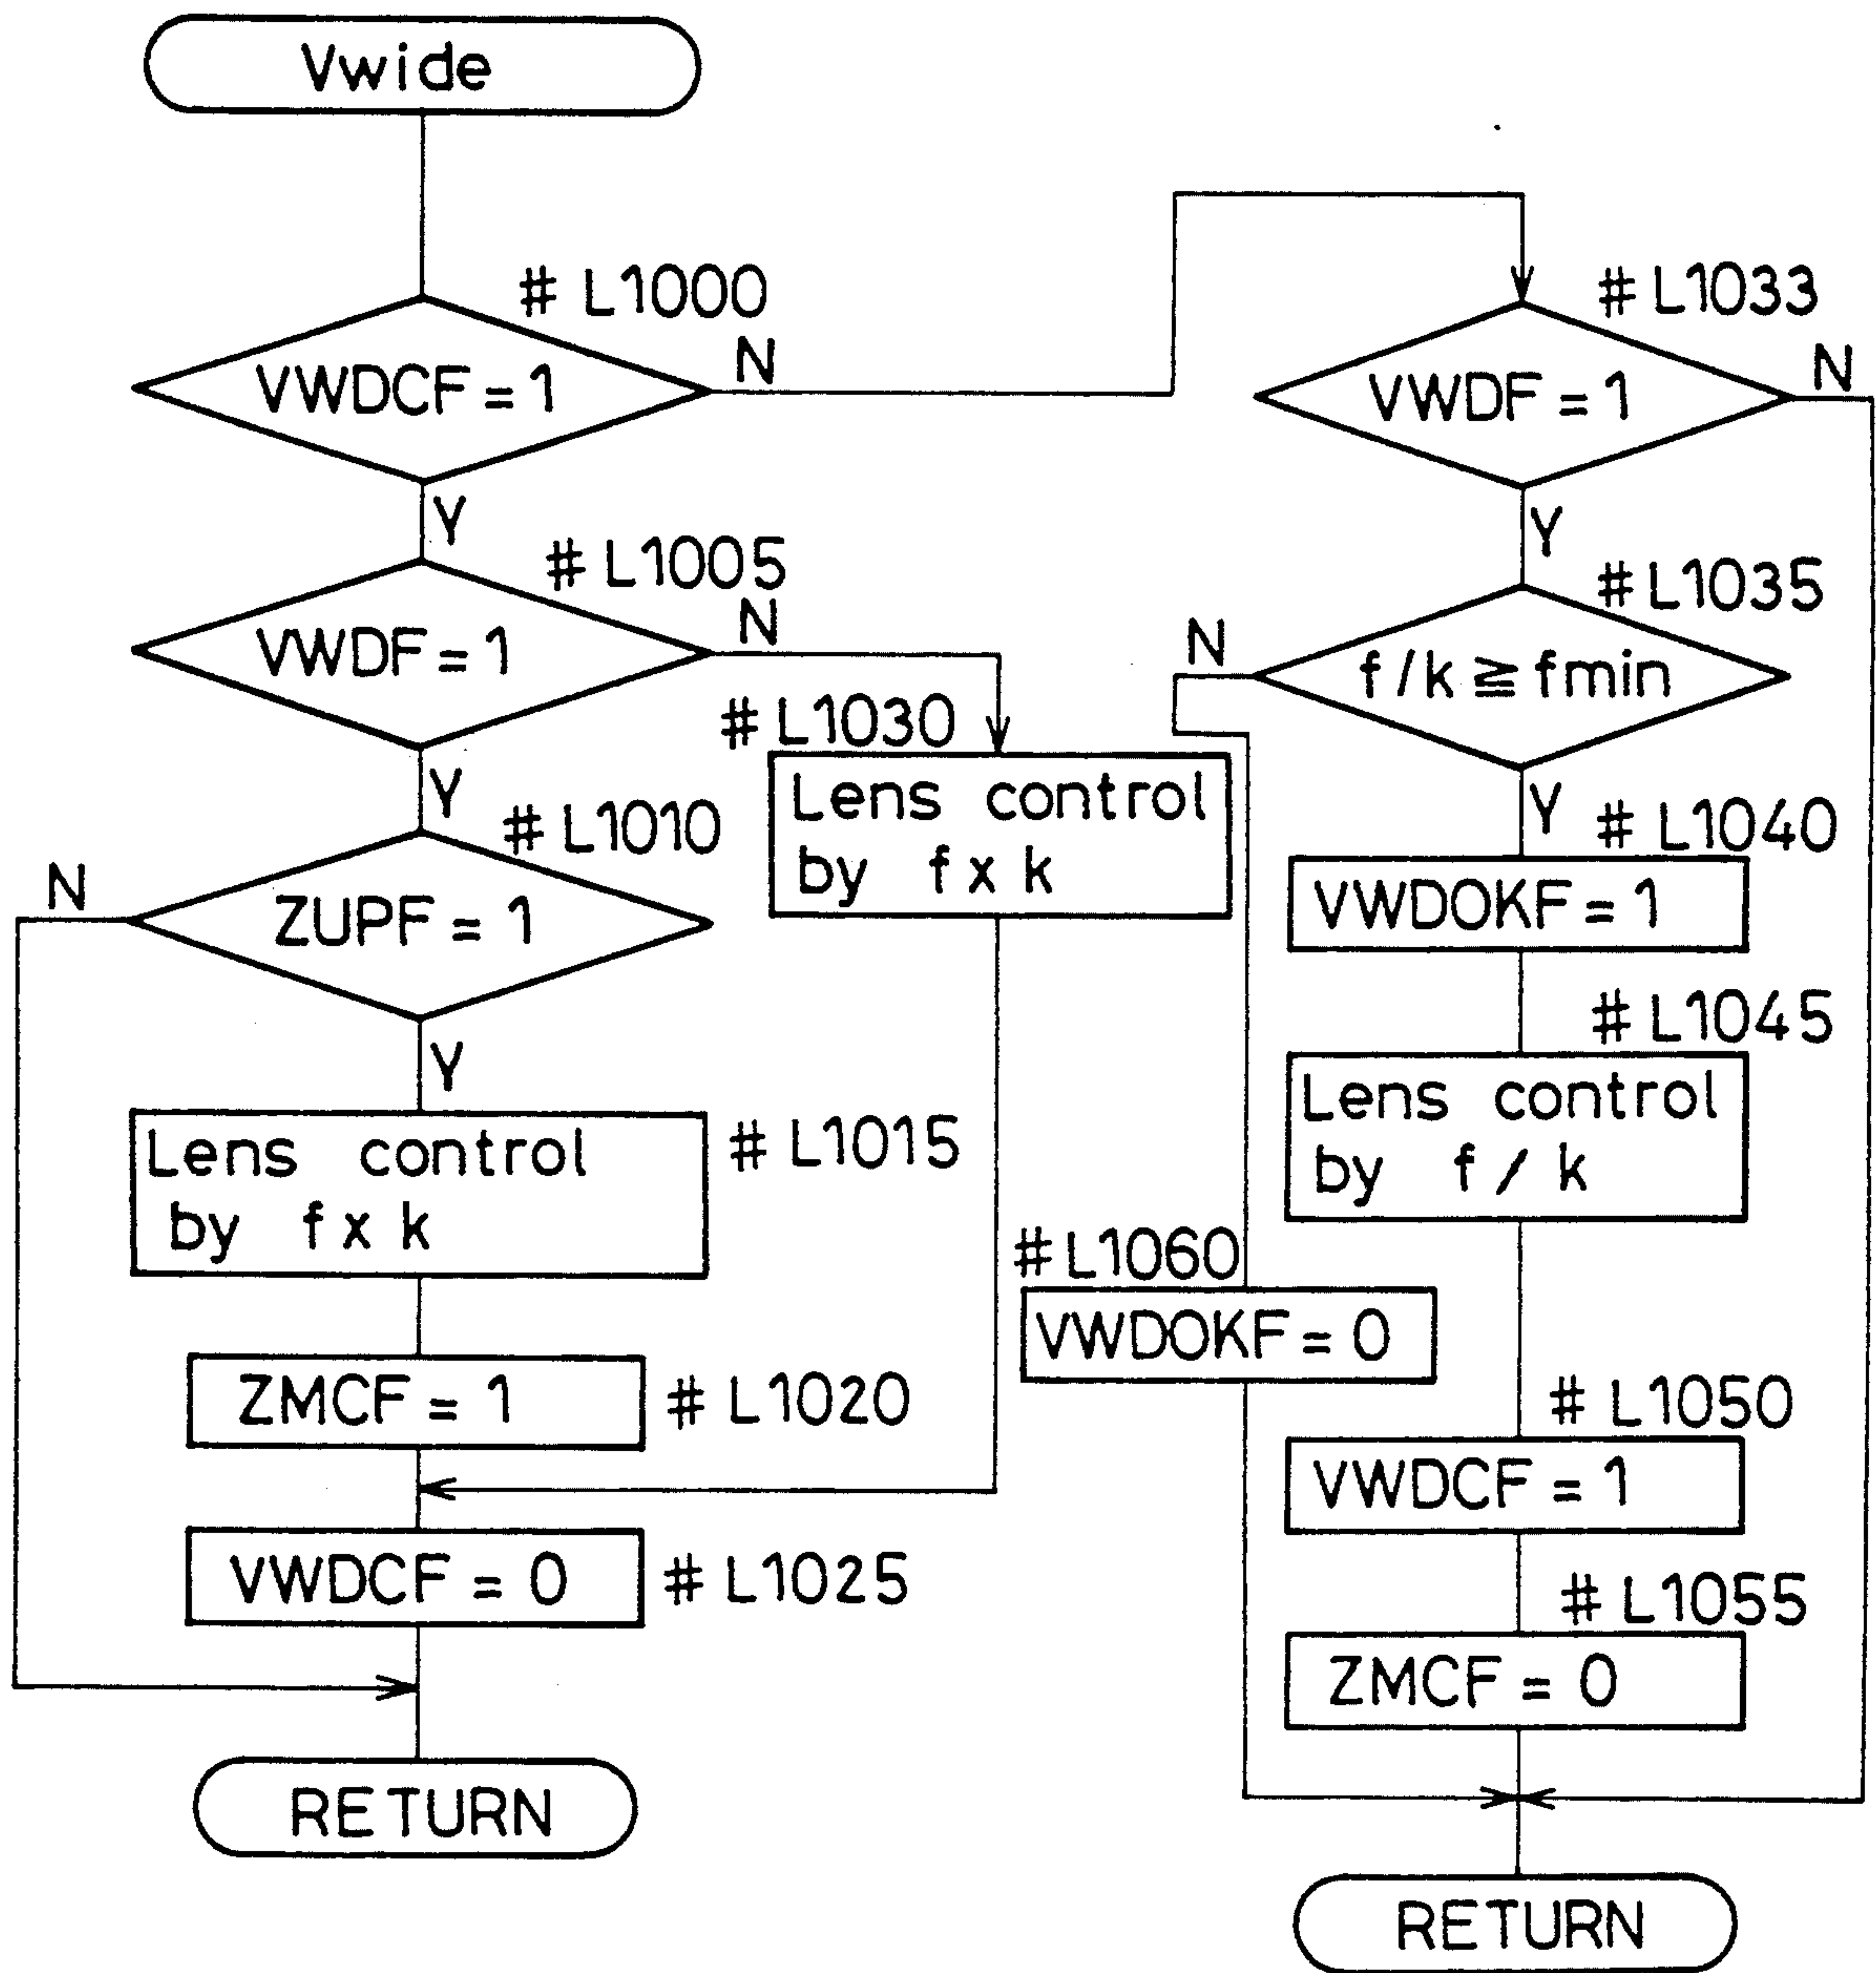 Vwide
# L1000
VWDCF = 1
N
Y
# L1005
VWDF = 1
N
Y
# L1030
Lens control
by f x k
# L1010
ZUPF = 1
N
Y
Lens control
by f x k
# L1015
ZMCF = 1
# L1020
VWDCF = 0
# L1025
RETURN
# L1033
VWDF = 1
N
Y
# L1035
f / k ≧ fmin
N
Y
# L1040
VWDOKF = 1
# L1045
Lens control
by f / k
# L1060
VWDOKF = 0
# L1050
VWDCF = 1
# L1055
ZMCF = 0
RETURN